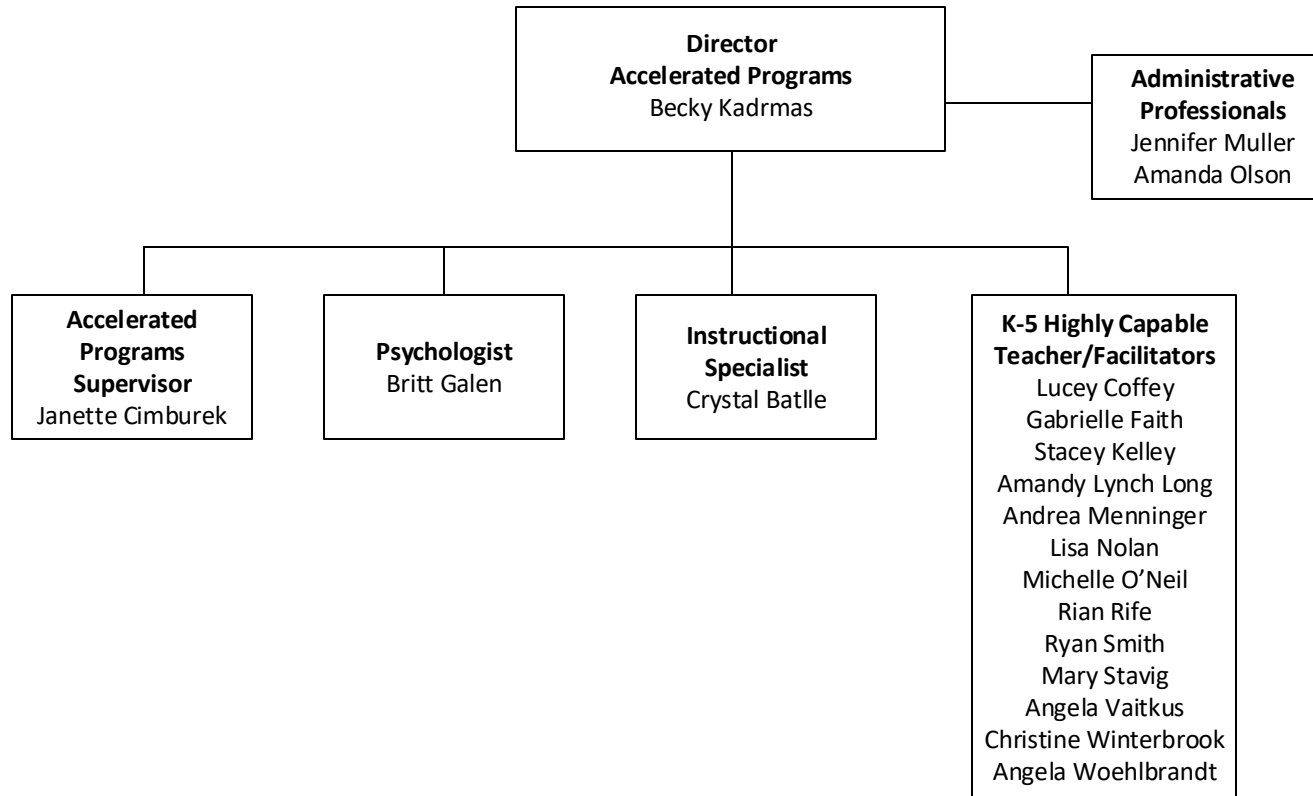 Director
Accelerated Programs
Becky Kadrmas
Administrative
Professionals
Jennifer Muller
Amanda Olson
Accelerated
Programs
Supervisor
Janette Cimburek
Psychologist
Britt Galen
Instructional
Specialist
Crystal Batlle
K-5 Highly Capable
Teacher/Facilitators
Lucey Coffey
Gabrielle Faith
Stacey Kelley
Amandy Lynch Long
Andrea Menninger
Lisa Nolan
Michelle O’Neil
Rian Rife
Ryan Smith
Mary Stavig
Angela Vaitkus
Christine Winterbrook
Angela Woehlbrandt